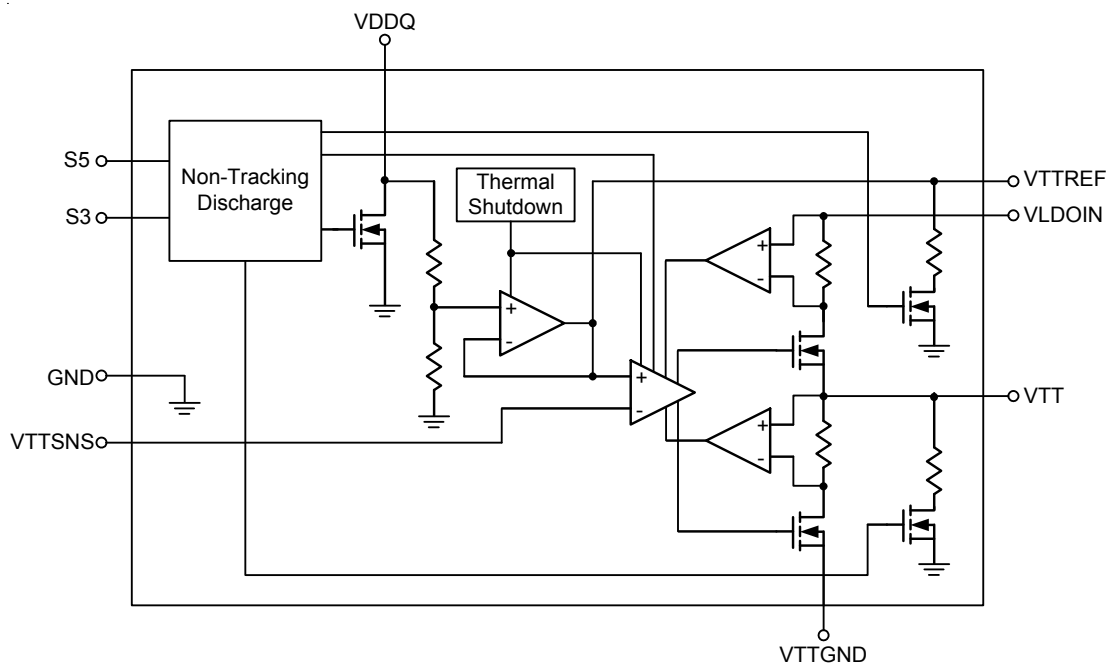 VDDQ
S5
S3
Non-Tracking
Discharge
Thermal
Shutdown
VTTREF
VLDOIN
+
-
+
-
GND
+
-
VTT
VTTSNS
+
-
VTTGND